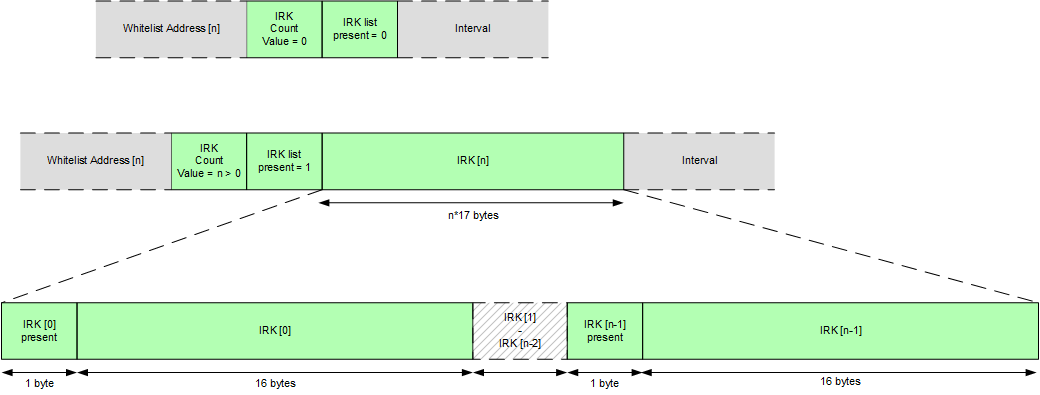 Whitelist Address [n]
IRK
Count
Value = 0
IRK list
present = 0
Interval
Whitelist Address [n]
IRK
Count
Value = n > 0
IRK list
present = 1
IRK [n]
Interval
n*17 bytes
IRK [0]
present
IRK [0]
IRK [1]
-
IRK [n-2]
IRK [n-1]
present
IRK [n-1]
1 byte
16 bytes
1 byte
16 bytes